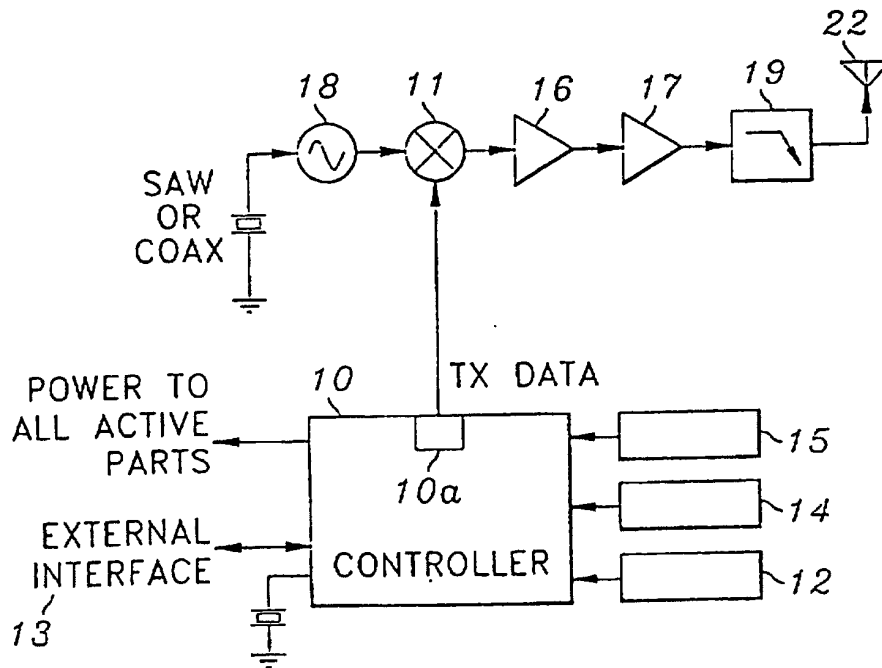 22
18
11
16
17
19
SAW
OR
COAX
10
TX DATA
POWER TO
ALL ACTIVE
PARTS
10a
15
14
EXTERNAL
INTERFACE
CONTROLLER
12
13